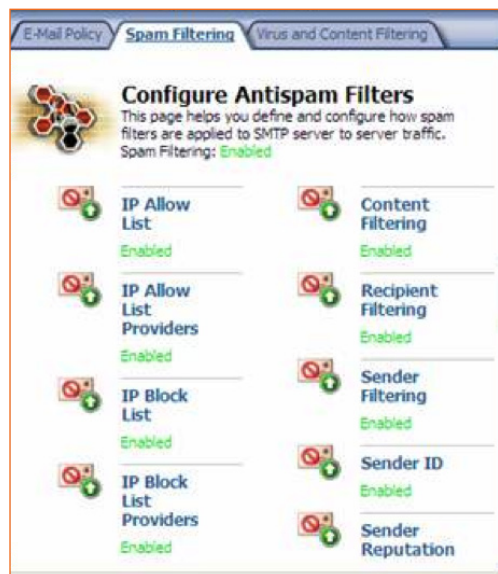 E-Mail Policy
Spam Filtering
Virus and Content Filtering
Configure Antispam Filters
This page helps you define and configure how spam
filters are applied to SMTP server to server traffic.
Spam Filtering: Enabled
IP Allow
List
Enabled
IP Allow
List
Providers
Enabled
IP Block
List
Enabled
IP Block
List
Providers
Enabled
Content
Filtering
Enabled
Recipient
Filtering
Enabled
Sender
Filtering
Enabled
Sender ID
Enabled
Sender
Reputation